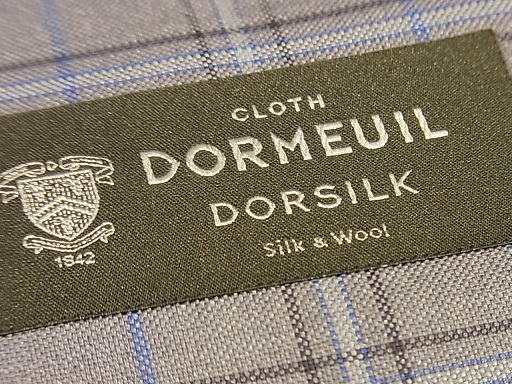 CLOTH
DORMEUIL
DORSILK
Silk & Wool
1842